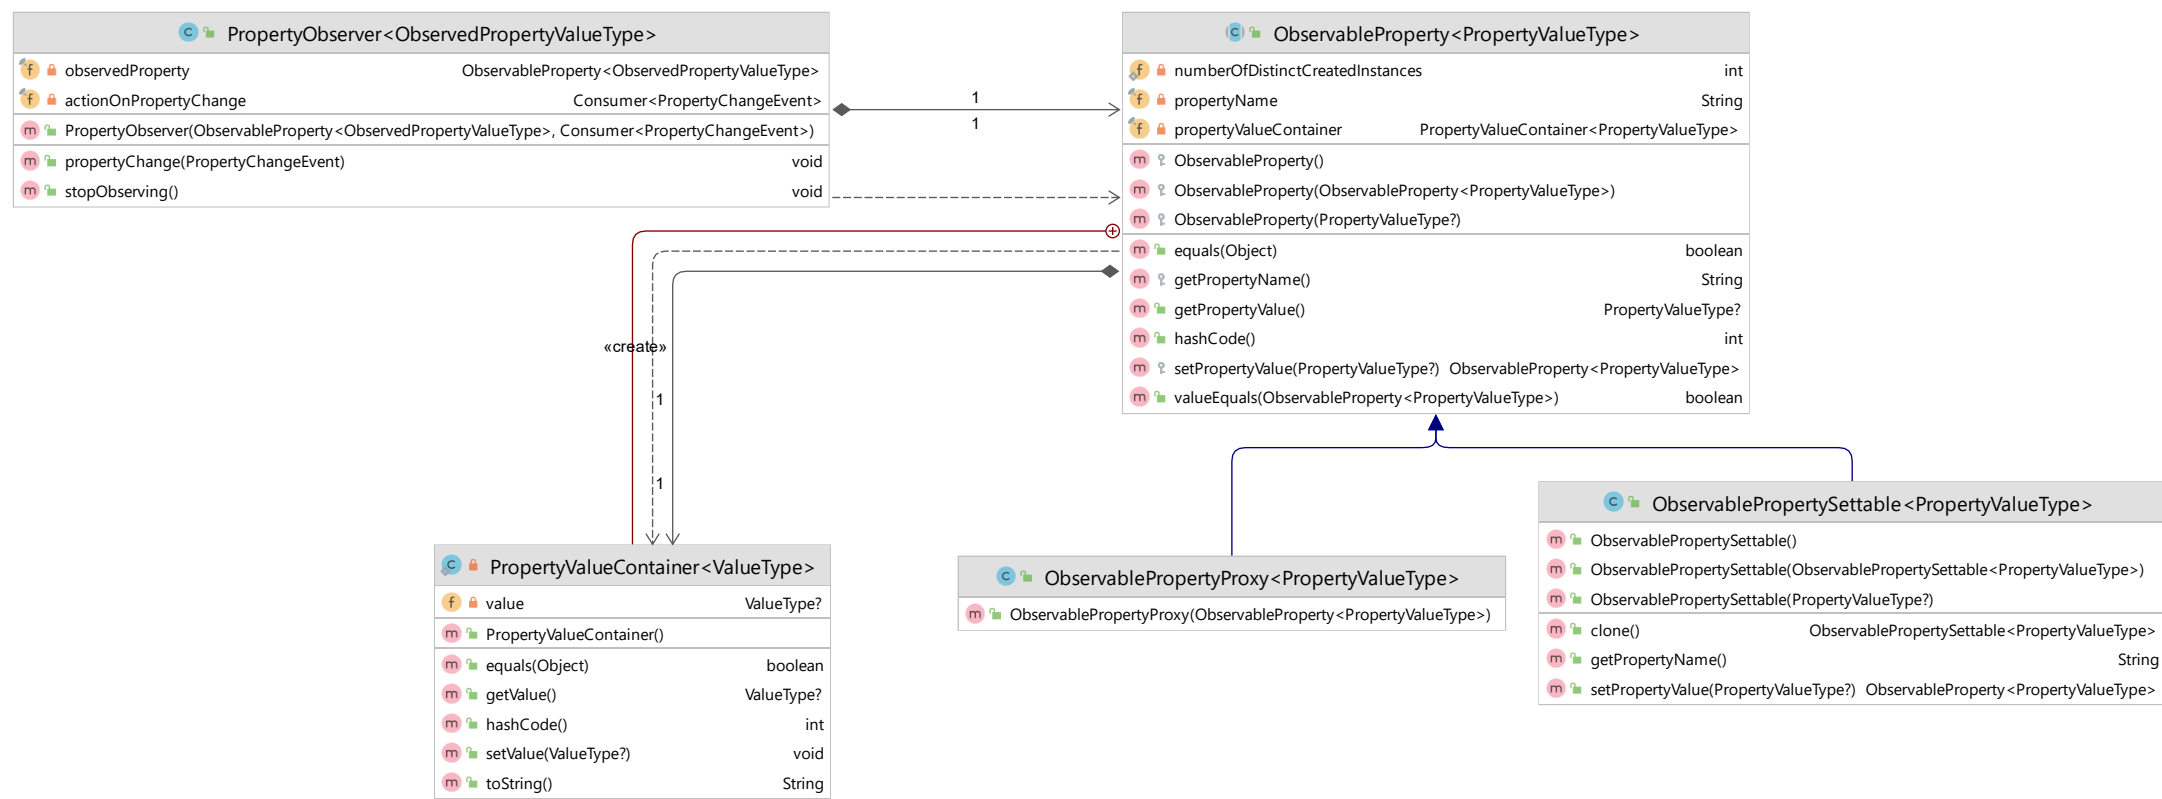 PropertyObserver<ObservedPropertyValueType>
observedProperty ObservableProperty<ObservedPropertyValueType>
actionOnPropertyChange Consumer<PropertyChangeEvent>
PropertyObserver(ObservableProperty<ObservedPropertyValueType>, Consumer<PropertyChangeEvent>)
propertyChange(PropertyChangeEvent) void
stopObserving() void
1
1
ObservableProperty<PropertyValueType>
numberOfDistinctCreatedInstances int
propertyName String
propertyValueContainer PropertyValueContainer<PropertyValueType>
ObservableProperty()
ObservableProperty(ObservableProperty<PropertyValueType>)
ObservableProperty(PropertyValueType?)
equals(Object) boolean
getPropertyName() String
getPropertyValue() PropertyValueType?
hashCode() int
setPropertyValue(PropertyValueType?) ObservableProperty<PropertyValueType>
valueEquals(ObservableProperty<PropertyValueType>) boolean
«create»
1
1
PropertyValueContainer<ValueType>
value ValueType?
PropertyValueContainer()
equals(Object) boolean
getValue() ValueType?
hashCode() int
setValue(ValueType?) void
toString() String
ObservablePropertyProxy<PropertyValueType>
ObservablePropertyProxy(ObservableProperty<PropertyValueType>)
ObservablePropertySettable<PropertyValueType>
ObservablePropertySettable()
ObservablePropertySettable(ObservablePropertySettable<PropertyValueType>)
ObservablePropertySettable(PropertyValueType?)
clone() ObservablePropertySettable<PropertyValueType>
getPropertyName() String
setPropertyValue(PropertyValueType?) ObservableProperty<PropertyValueType>